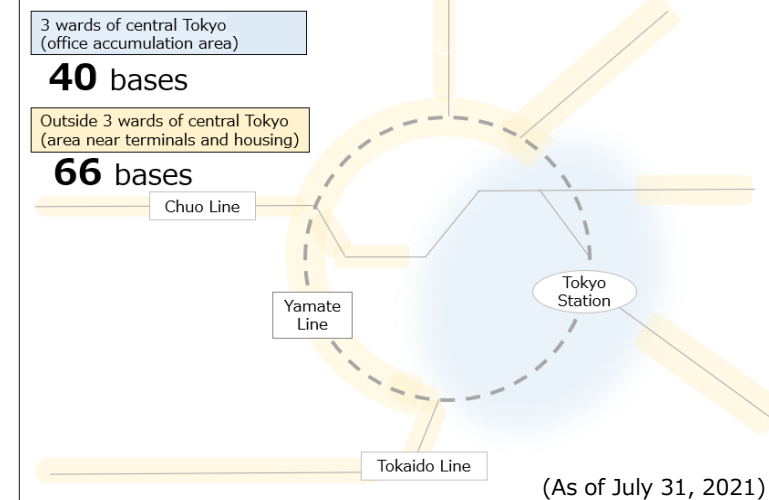 3 wards of central Tokyo
(office accumulation area)
40 bases
Outside 3 wards of central Tokyo
(area near terminals and housing)
66 bases
Chuo Line
Tokyo
Station
Yamate
Line
Tokaido Line
(As of July 31, 2021)